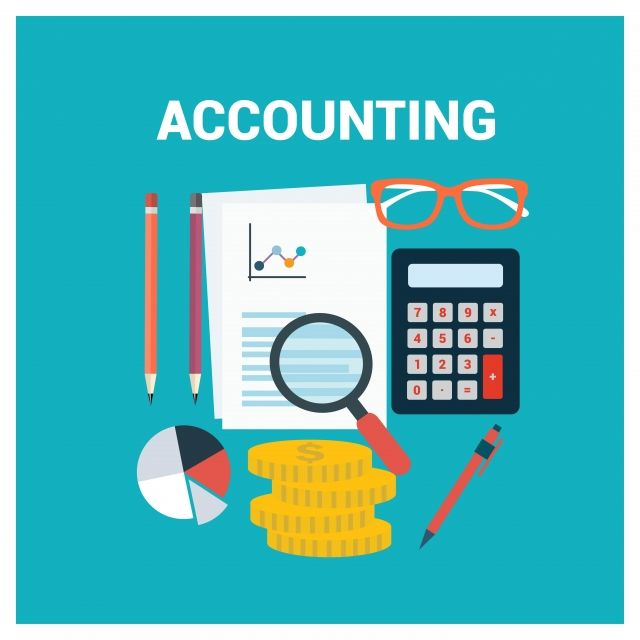 ACCOUNTING
7 8 9 x
4 5 6 -
1 2 3 +
0 . =
$